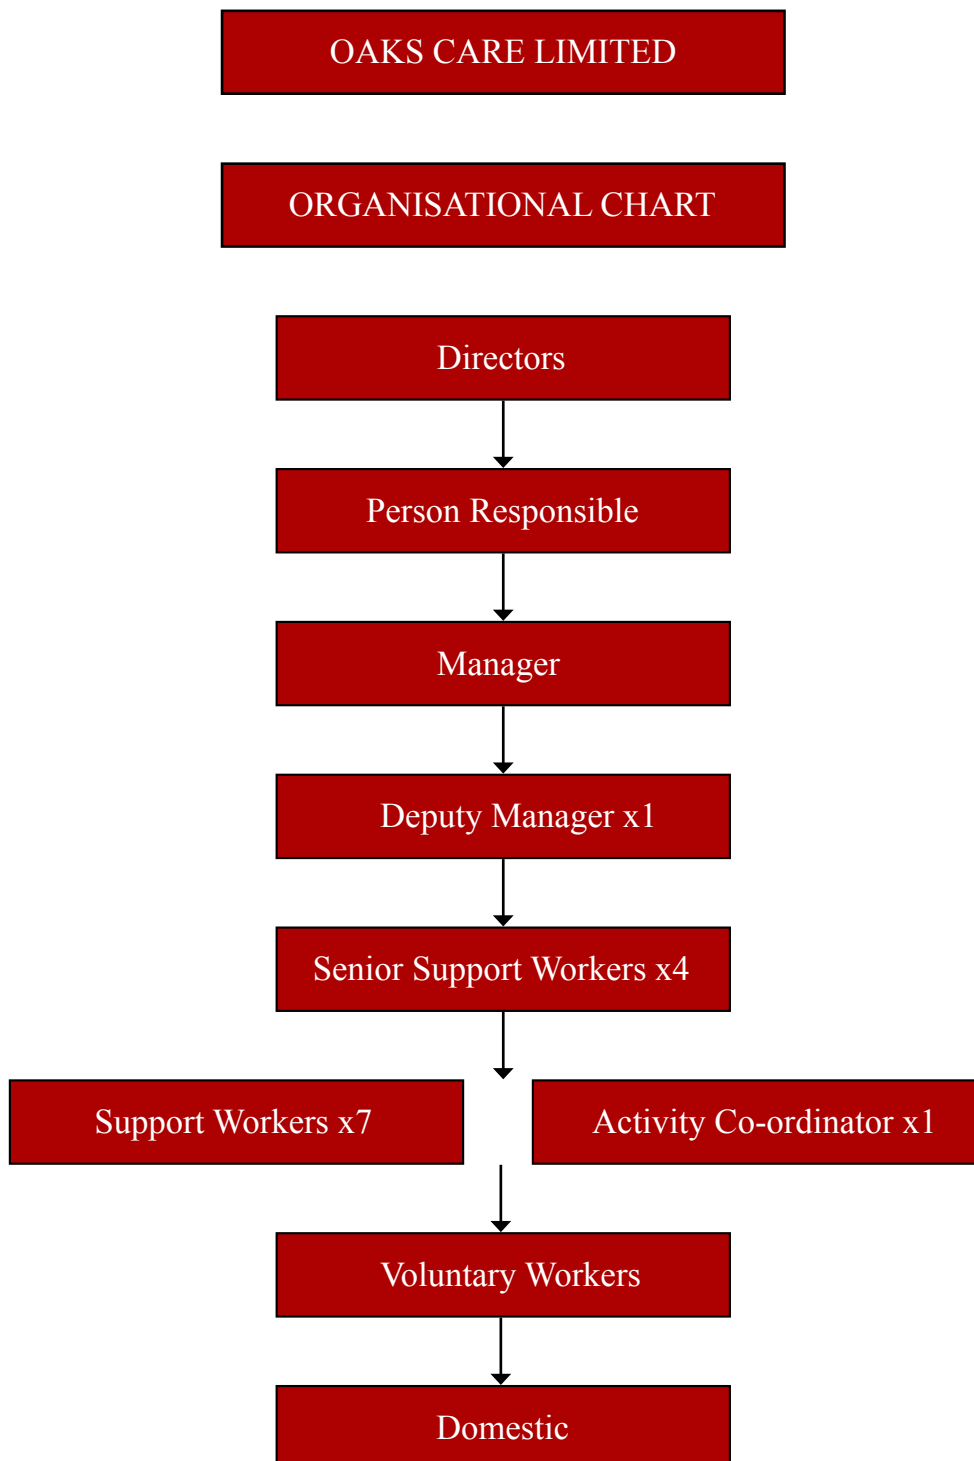 OAKS CARE LIMITED
ORGANISATIONAL CHART
Directors
Person Responsible
Manager
Deputy Manager x1
Senior Support Workers x4
Support Workers x7
Activity Co-ordinator x1
Voluntary Workers
Domestic